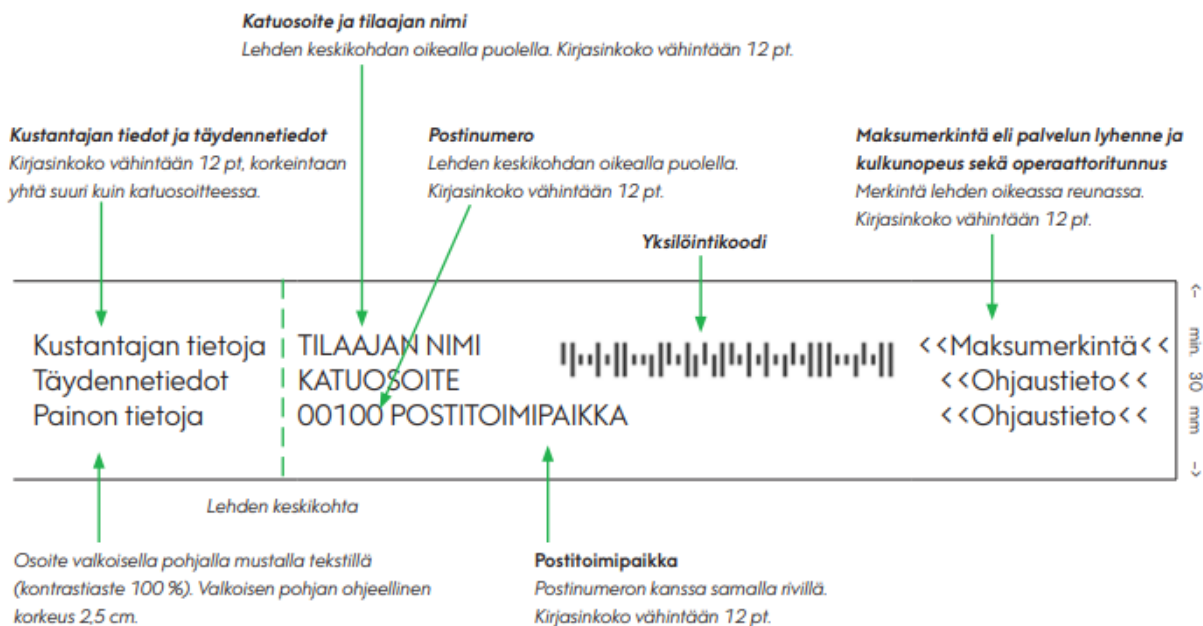 Katuosoite ja tilaajan nimi
Lehden keskikohdan oikealla puolella. Kirjasinkoko vähintään 12 pt.
Kustantajan tiedot ja täydennetiedot
Kirjasinkoko vähintään 12 pt, korkeintaan
yhtä suuri kuin katuosoitteessa.
Postinumero
Lehden keskikohdan oikealla puolella.
Kirjasinkoko vähintään 12 pt.
Maksumerkintä eli palvelun lyhenne ja
kulkunopeus sekä operaattoritunnus
Merkintä lehden oikeassa reunassa.
Kirjasinkoko vähintään 12 pt.
Yksilöintikoodi
Kustantajan tietoja
Täydennetiedot
Painon tietoja
TILAAJAN NIMI
KATUOSOITE
00100 POSTITOIMIPAIKKA
<<Maksumerkintä<<
<<Ohjaustieto<<
<<Ohjaustieto<<
<- min. 30 mm ->
Lehden keskikohta
Osoite valkoisella pohjalla mustalla tekstillä
(kontrastiaste 100 %). Valkoisen pohjan ohjeellinen
korkeus 2,5 cm.
Postitoimipaikka
Postinumeron kanssa samalla rivillä.
Kirjasinkoko vähintään 12 pt.